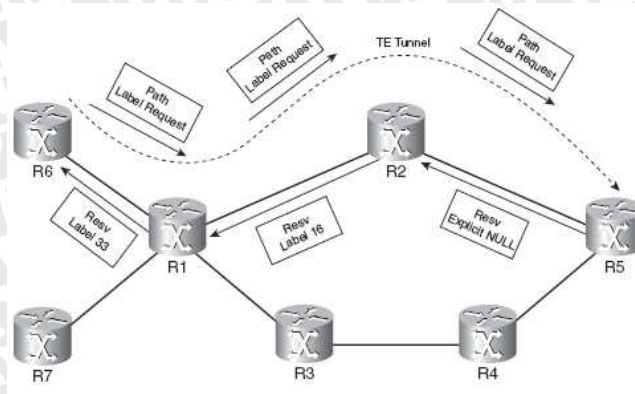 TE Tunnel
Path
Label Request
Path
Label Request
Path
Label Request
R6
R2
Resv
Label 33
R1
Resv
Label 16
Resv
Explicit NULL
R5
R7
R3
R4